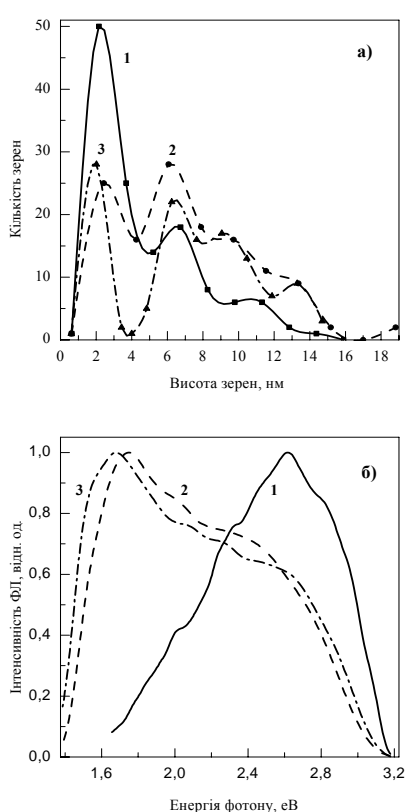 50
40
30
20
10
0
Кількість зерен
а)
1
3
2
0 2 4 6 8 10 12 14 16 18
Висота зерен, нм
1,0
0,8
0,6
0,4
0,2
0,0
Інтенсивність ФЛ, відн. од.
б)
3
2
1
1,6 2,0 2,4 2,8 3,2
Енергія фотону, еВ